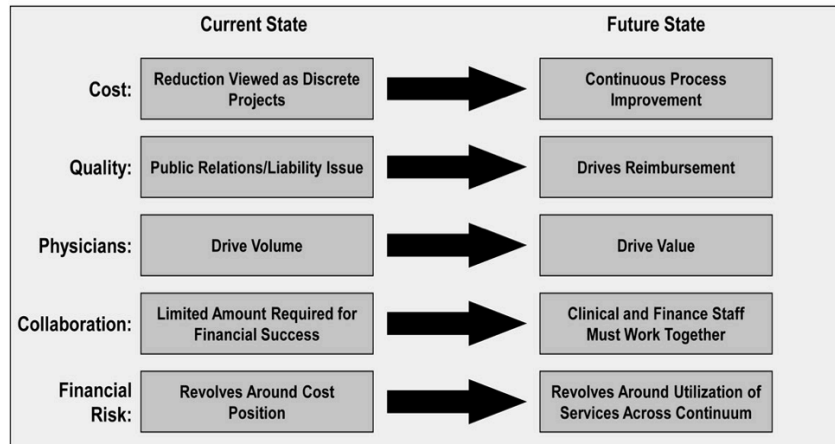 Current State
Future State
Cost:
Reduction Viewed as Discrete
Projects
Continuous Process
Improvement
Quality:
Public Relations/Liability Issue
Drives Reimbursement
Physicians:
Drive Volume
Drive Value
Collaboration:
Limited Amount Required for
Financial Success
Clinical and Finance Staff
Must Work Together
Financial
Risk:
Revolves Around Cost
Position
Revolves Around Utilization of
Services Across Continuum